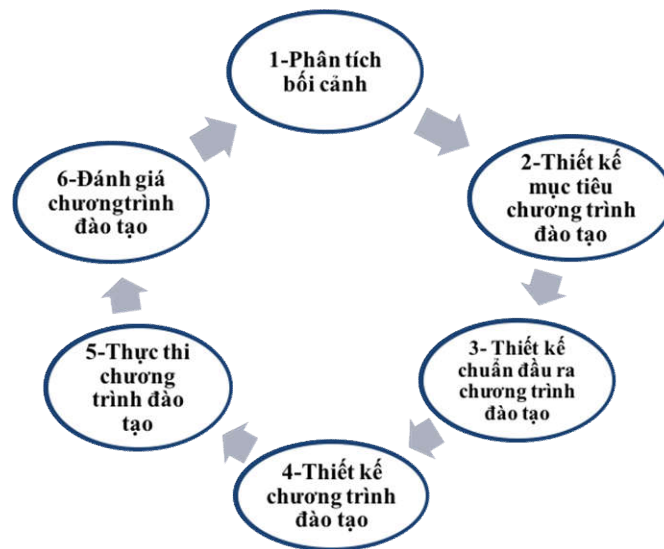 1-Phân tích
bối cảnh
2-Thiết kế
mục tiêu
chương trình
đào tạo
3- Thiết kế
chuẩn đầu ra
chương trình
đào tạo
4-Thiết kế
chương trình
đào tạo
5-Thực thi
chương
trình đào
tạo
6-Đánh giá
chươngtrình
đào tạo